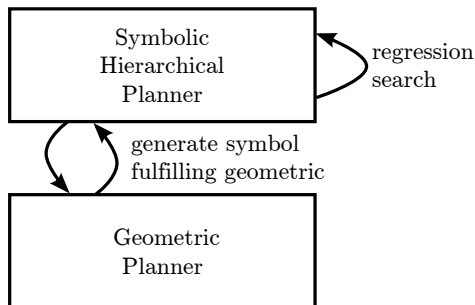 Symbolic
Hierarchical
Planner
regression
search
generate symbol
fulfilling geometric
Geometric
Planner